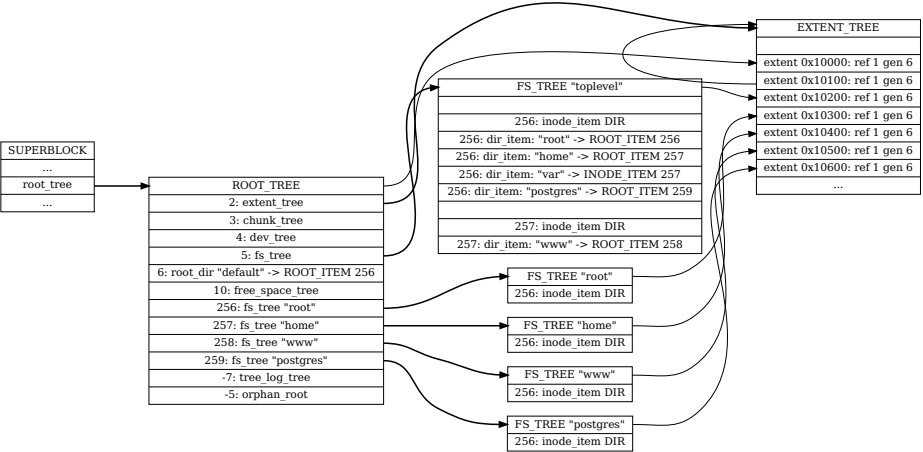 SUPERBLOCK
...
root_tree
...
ROOT_TREE
2: extent_tree
3: chunk_tree
4: dev_tree
5: fs_tree
6: root_dir "default" -> ROOT_ITEM 256
10: free_space_tree
256: fs_tree "root"
257: fs_tree "home"
258: fs_tree "www"
259: fs_tree "postgres"
-7: tree_log_tree
-5: orphan_root
FS_TREE "toplevel"
256: inode_item DIR
256: dir_item: "root" -> ROOT_ITEM 256
256: dir_item: "home" -> ROOT_ITEM 257
256: dir_item: "var" -> INODE_ITEM 257
256: dir_item: "postgres" -> ROOT_ITEM 259
257: inode_item DIR
257: dir_item: "www" -> ROOT_ITEM 258
FS_TREE "root"
256: inode_item DIR
FS_TREE "home"
256: inode_item DIR
FS_TREE "www"
256: inode_item DIR
FS_TREE "postgres"
256: inode_item DIR
EXTENT_TREE
extent 0x10000: ref 1 gen 6
extent 0x10100: ref 1 gen 6
extent 0x10200: ref 1 gen 6
extent 0x10300: ref 1 gen 6
extent 0x10400: ref 1 gen 6
extent 0x10500: ref 1 gen 6
extent 0x10600: ref 1 gen 6
...